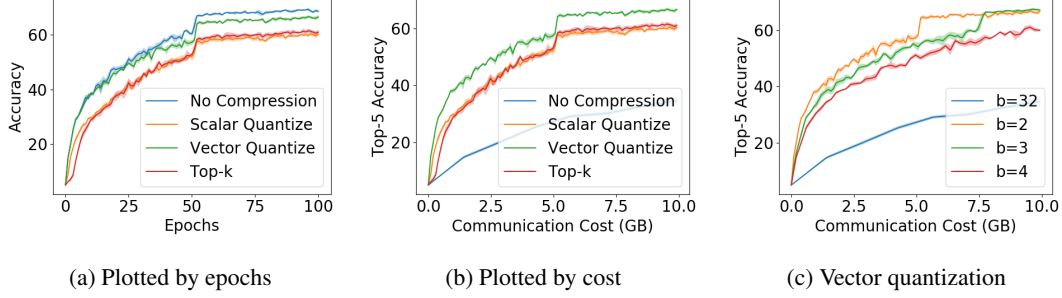 Accuracy
60
40
20
No Compression
Scalar Quantize
Vector Quantize
Top-k
0 25 50 75 100
Epochs
(a) Plotted by epochs
Top-5 Accuracy
60
40
20
No Compression
Scalar Quantize
Vector Quantize
Top-k
0.0 2.5 5.0 7.5 10.0
Communication Cost (GB)
(b) Plotted by cost
Top-5 Accuracy
60
40
20
b=32
b=2
b=3
b=4
0.0 2.5 5.0 7.5 10.0
Communication Cost (GB)
(c) Vector quantization